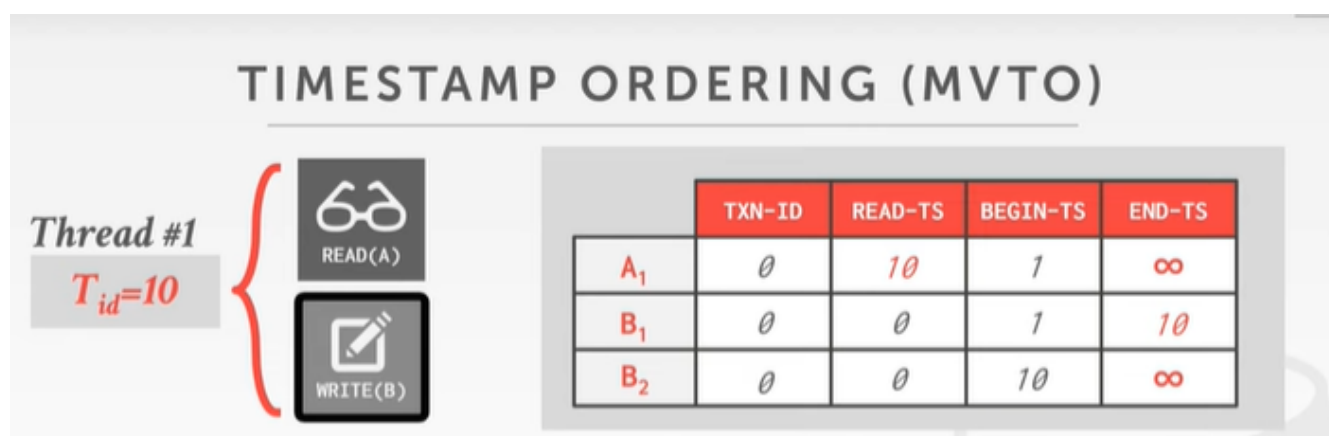 TIMESTAMP ORDERING (MVTO)
Thread #1
T_id=10
READ(A)
WRITE(B)
TXN-ID READ-TS BEGIN-TS END-TS
A₁ 0 10 1 ∞
B₁ 0 0 1 10
B₂ 0 0 10 ∞